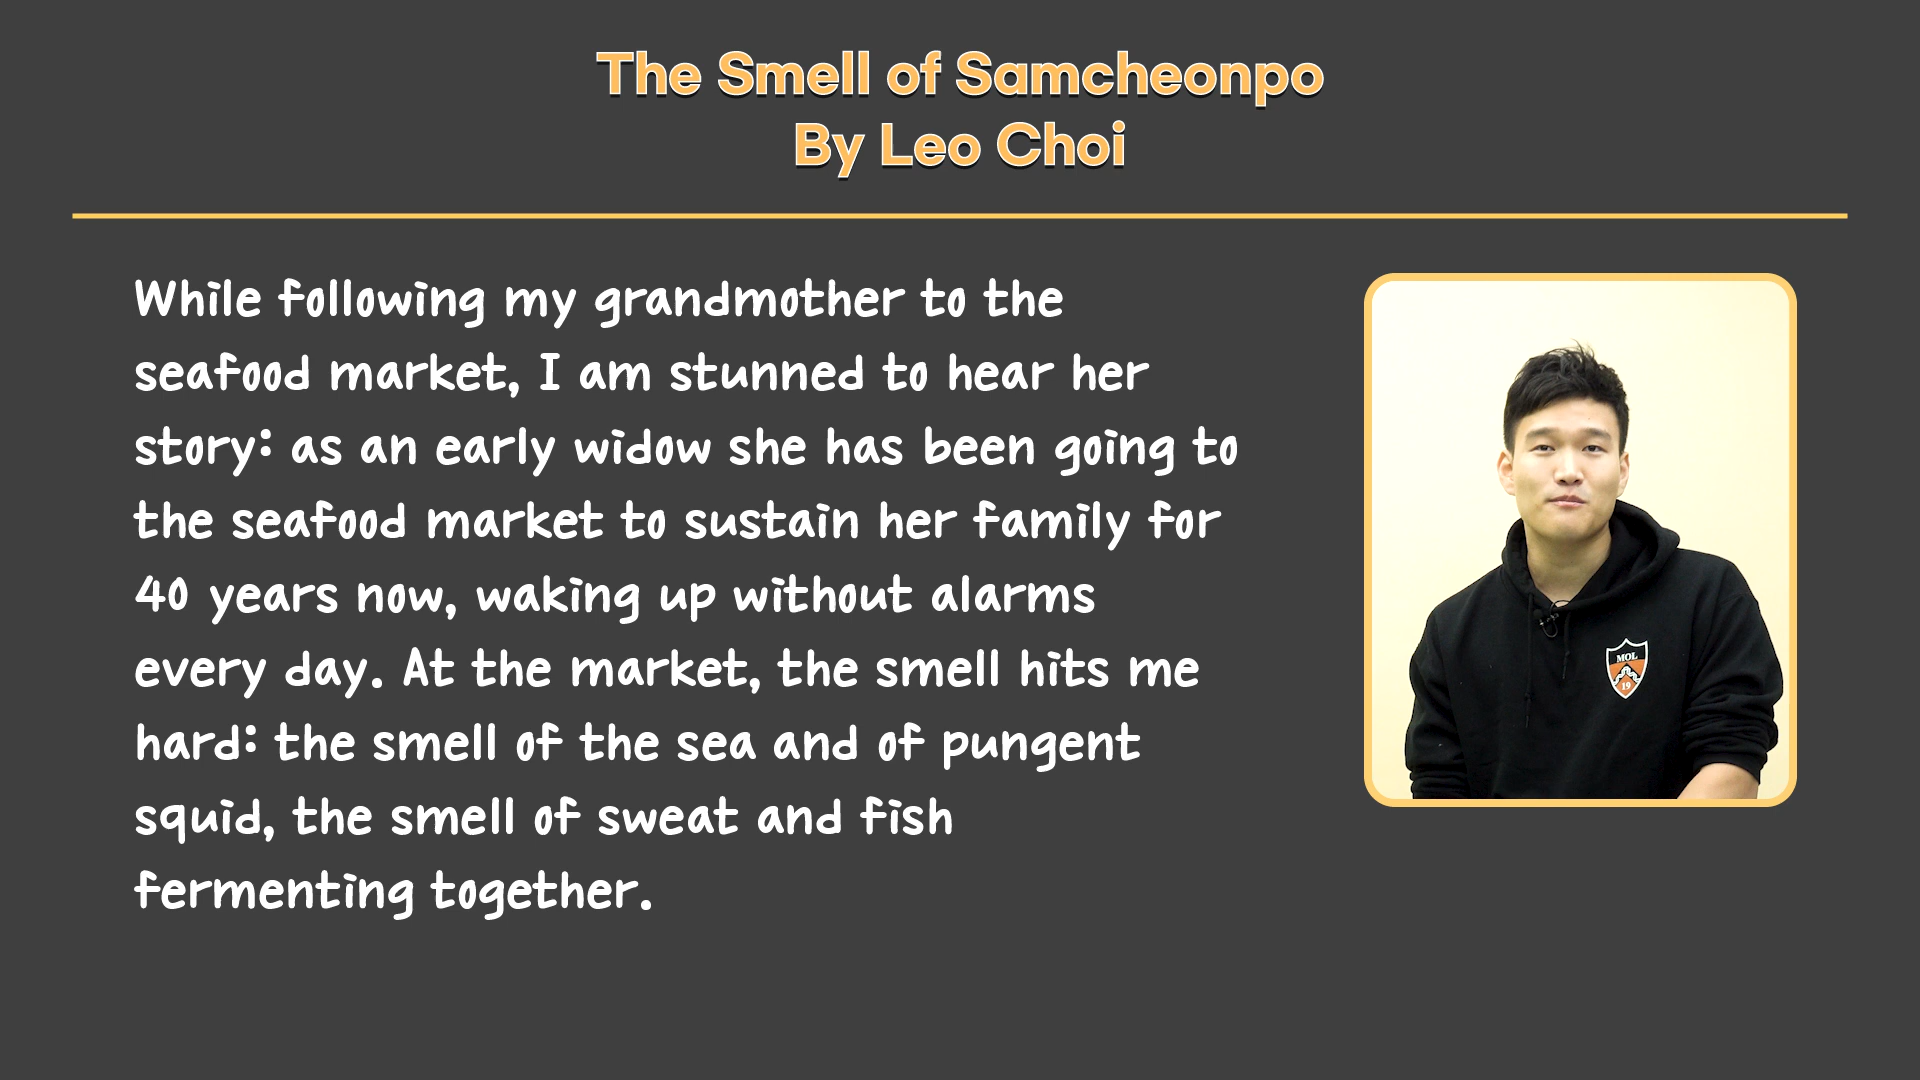 The Smell of Samcheonpo
By Leo Choi
While following my grandmother to the
seafood market, I am stunned to hear her
story: as an early widow she has been going to
the seafood market to sustain her family for
40 years now, waking up without alarms
every day. At the market, the smell hits me
hard: the smell of the sea and of pungent
squid, the smell of sweat and fish
fermenting together.
MOL
19